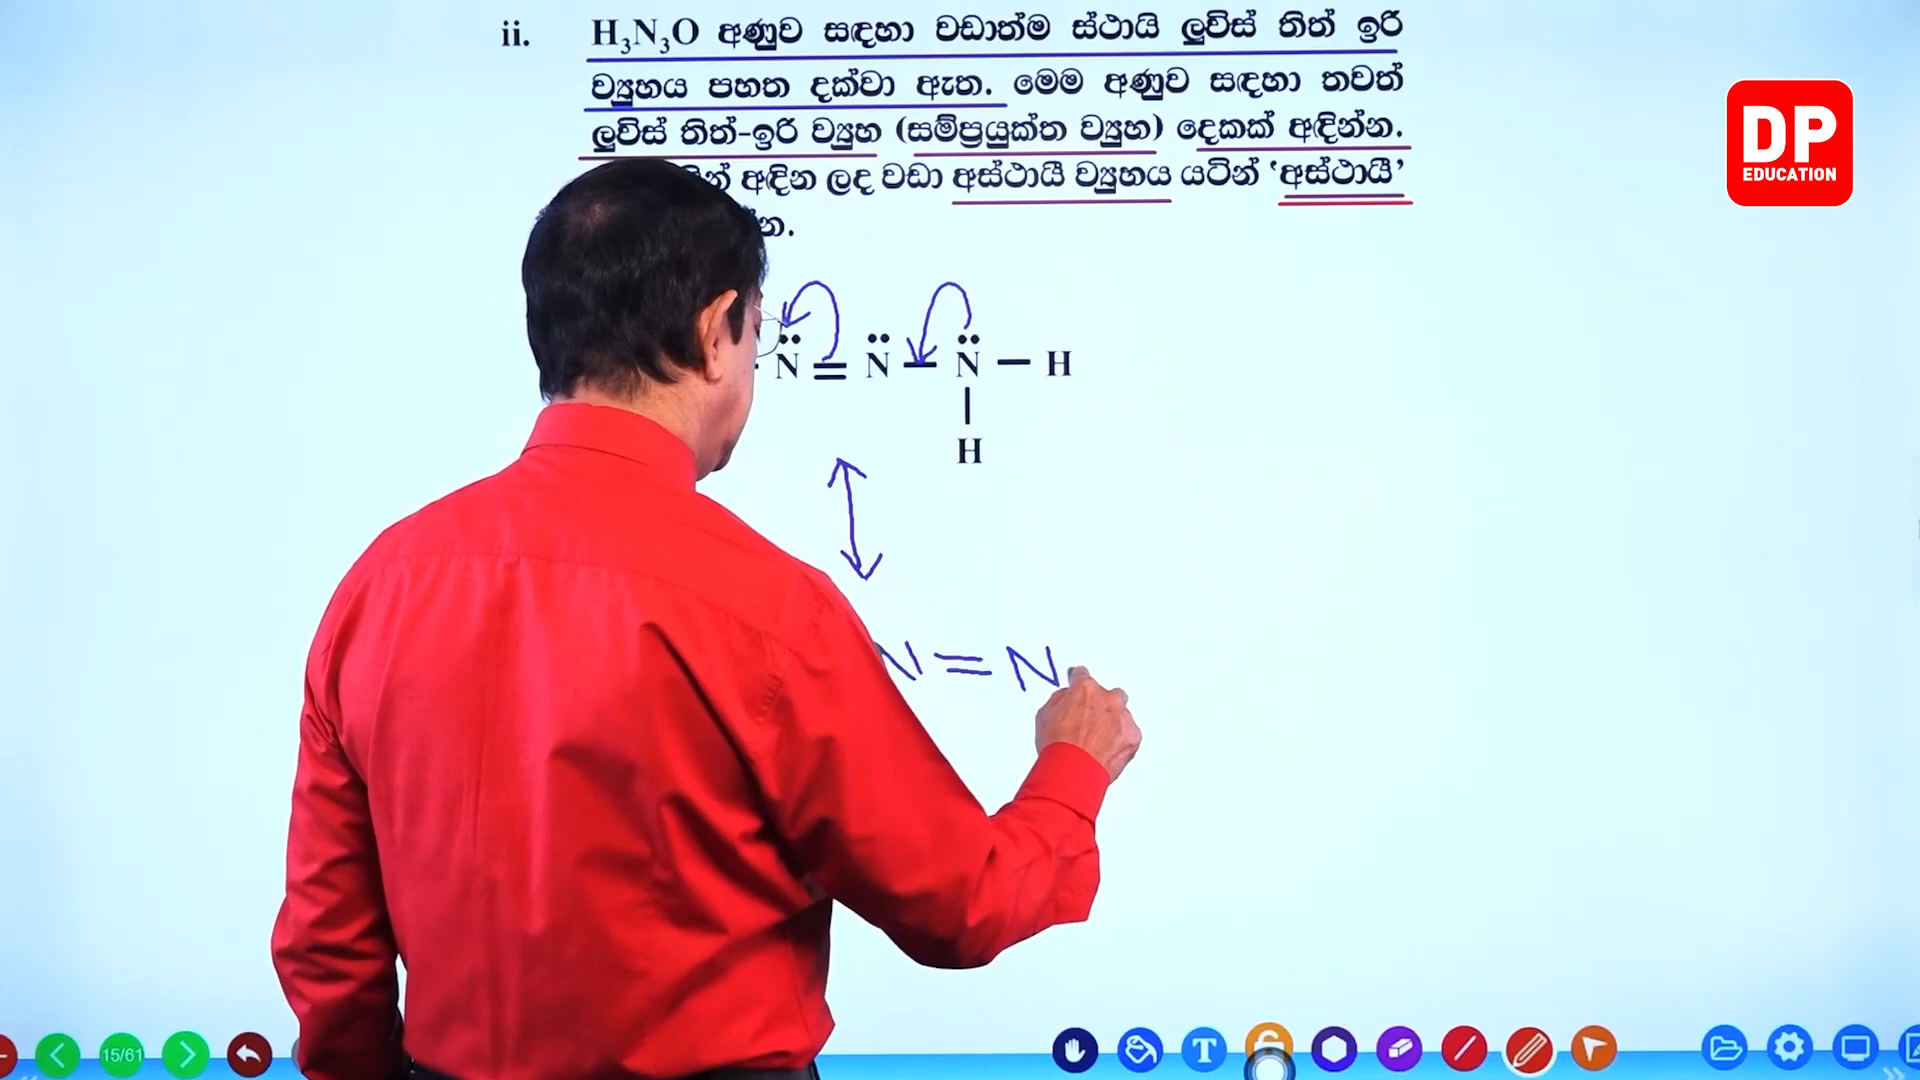 ii. H₃N₃O අණුව සඳහා වඩාත්ම ස්ථායි ලුවිස් තිත් ඉරි
ව්‍යුහය පහත දක්වා ඇත. මෙම අණුව සඳහා තවත්
ලුවිස් තිත්-ඉරි ව්‍යුහ (සම්ප්‍රයුක්ත ව්‍යුහ) දෙකක් අඳින්න.
අඳින ලද වඩා අස්ථායී ව්‍යුහය යටින් ‘අස්ථායී’
DP
EDUCATION
N = N – N – H
|
H
N = N
15/61
T